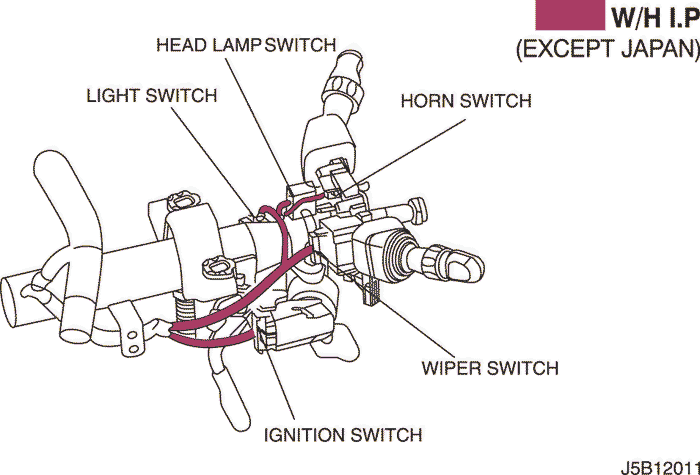 W/H I.P
(EXCEPT JAPAN)
HEAD LAMP SWITCH
LIGHT SWITCH
HORN SWITCH
WIPER SWITCH
IGNITION SWITCH
J5B12011